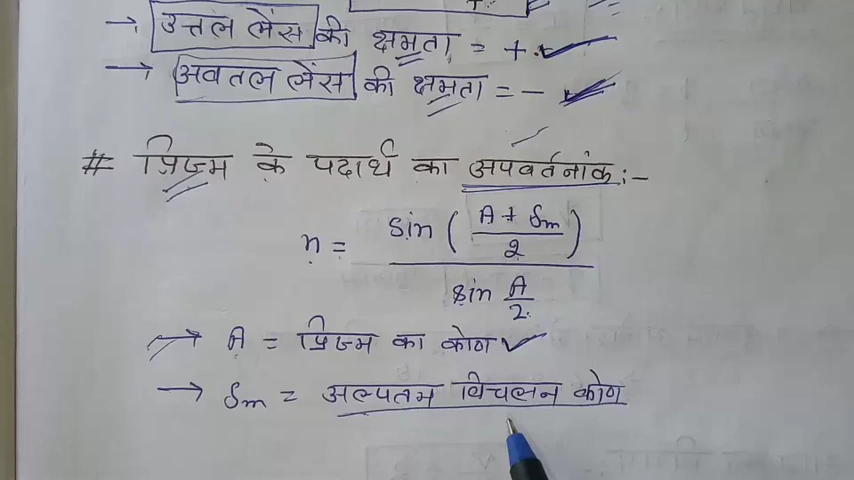 → उत्तल लेंस की क्षमता = +
→ अवतल लेंस की क्षमता = -
# प्रिज्म के पदार्थ का अपवर्तनांक :-
n = sin ( (A + δm) / 2 ) / sin A/2
→ A = प्रिज्म का कोण
→ δm = अल्पतम विचलन कोण